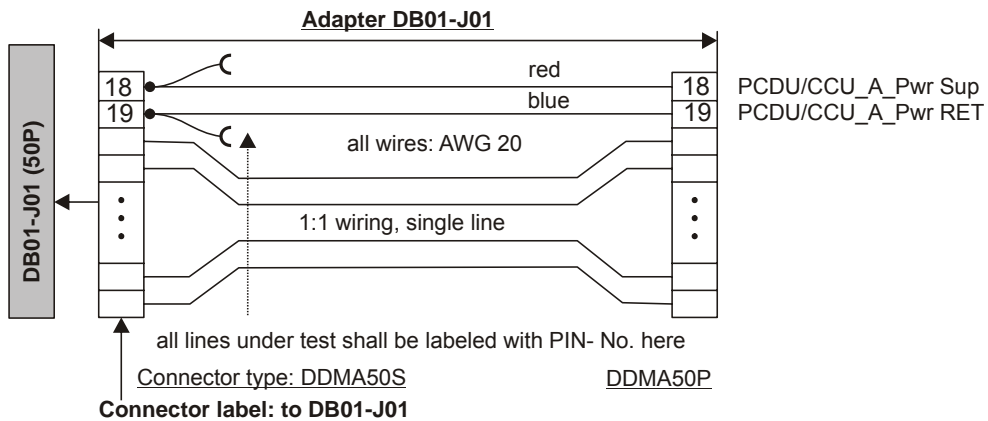 Adapter DB01-J01
DB01-J01 (50P)
18
red
18
PCDU/CCU_A_Pwr Sup
19
blue
19
PCDU/CCU_A_Pwr RET
all wires: AWG 20
1:1 wiring, single line
all lines under test shall be labeled with PIN- No. here
Connector type: DDMA50S
DDMA50P
Connector label: to DB01-J01